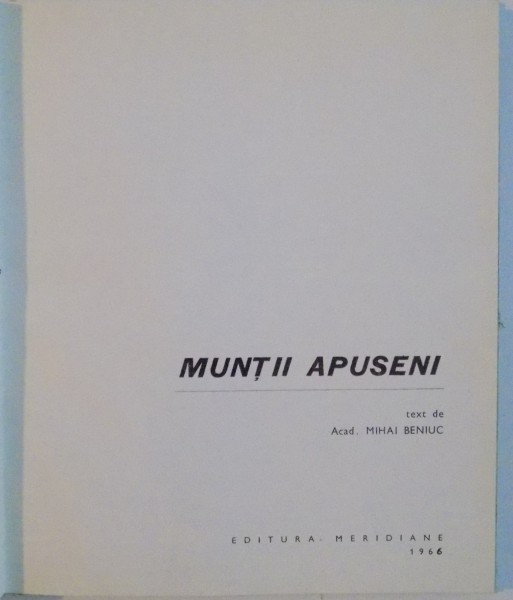 MUNȚII APUSENI
text de
Acad. MIHAI BENIUC
EDITURA MERIDIANE
1966